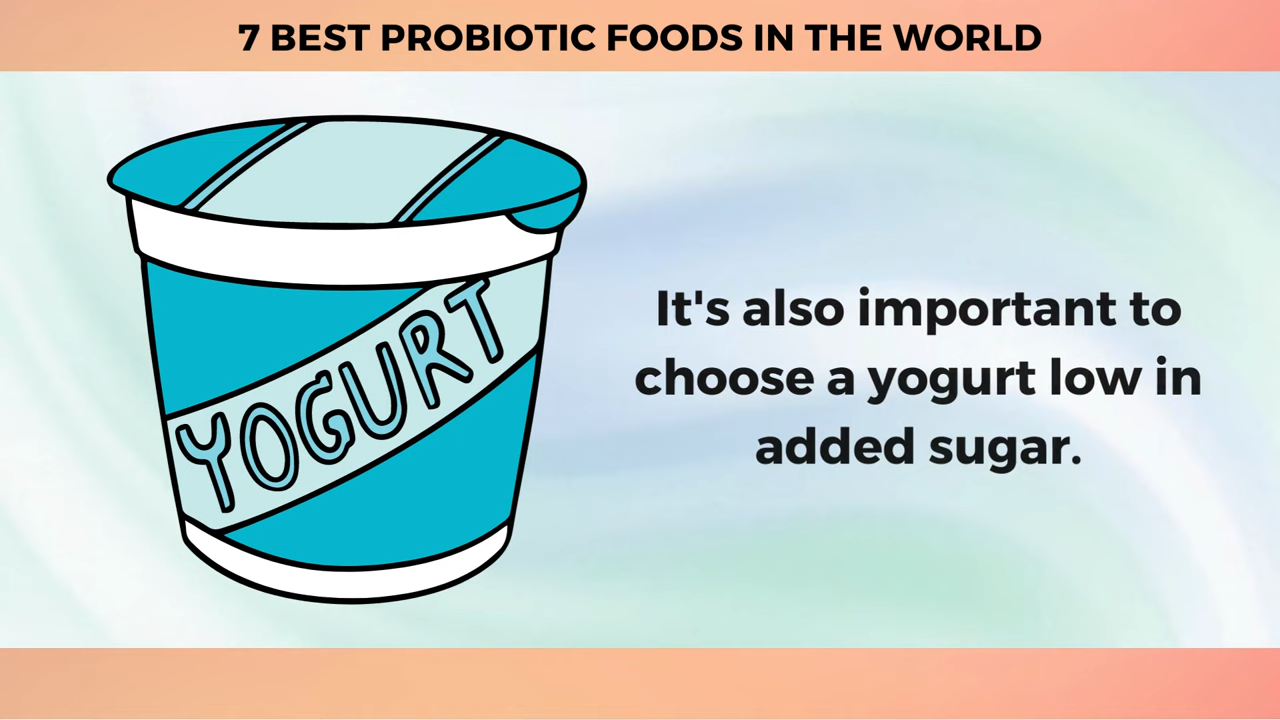 7 BEST PROBIOTIC FOODS IN THE WORLD
YOGURT
It's also important to
choose a yogurt low in
added sugar.